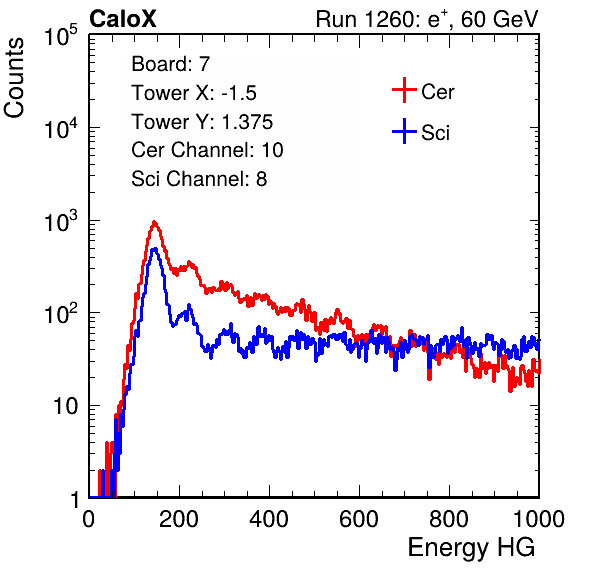 CaloX Run 1260: e⁺, 60 GeV
Counts
Board: 7
Tower X: -1.5
Tower Y: 1.375
Cer Channel: 10
Sci Channel: 8
Cer
Sci
10⁵
10⁴
10³
10²
10
1
0 200 400 600 800 1000
Energy HG